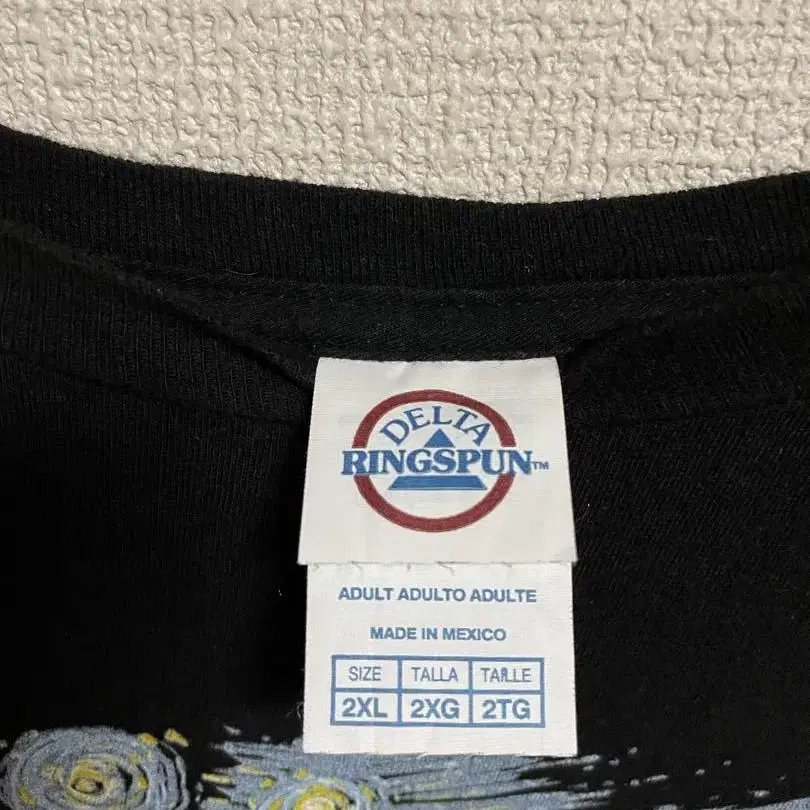 DELTA
RINGSPUN™
ADULT ADULTO ADULTE
MADE IN MEXICO
SIZE TALLA TAILLE
2XL 2XG 2TG